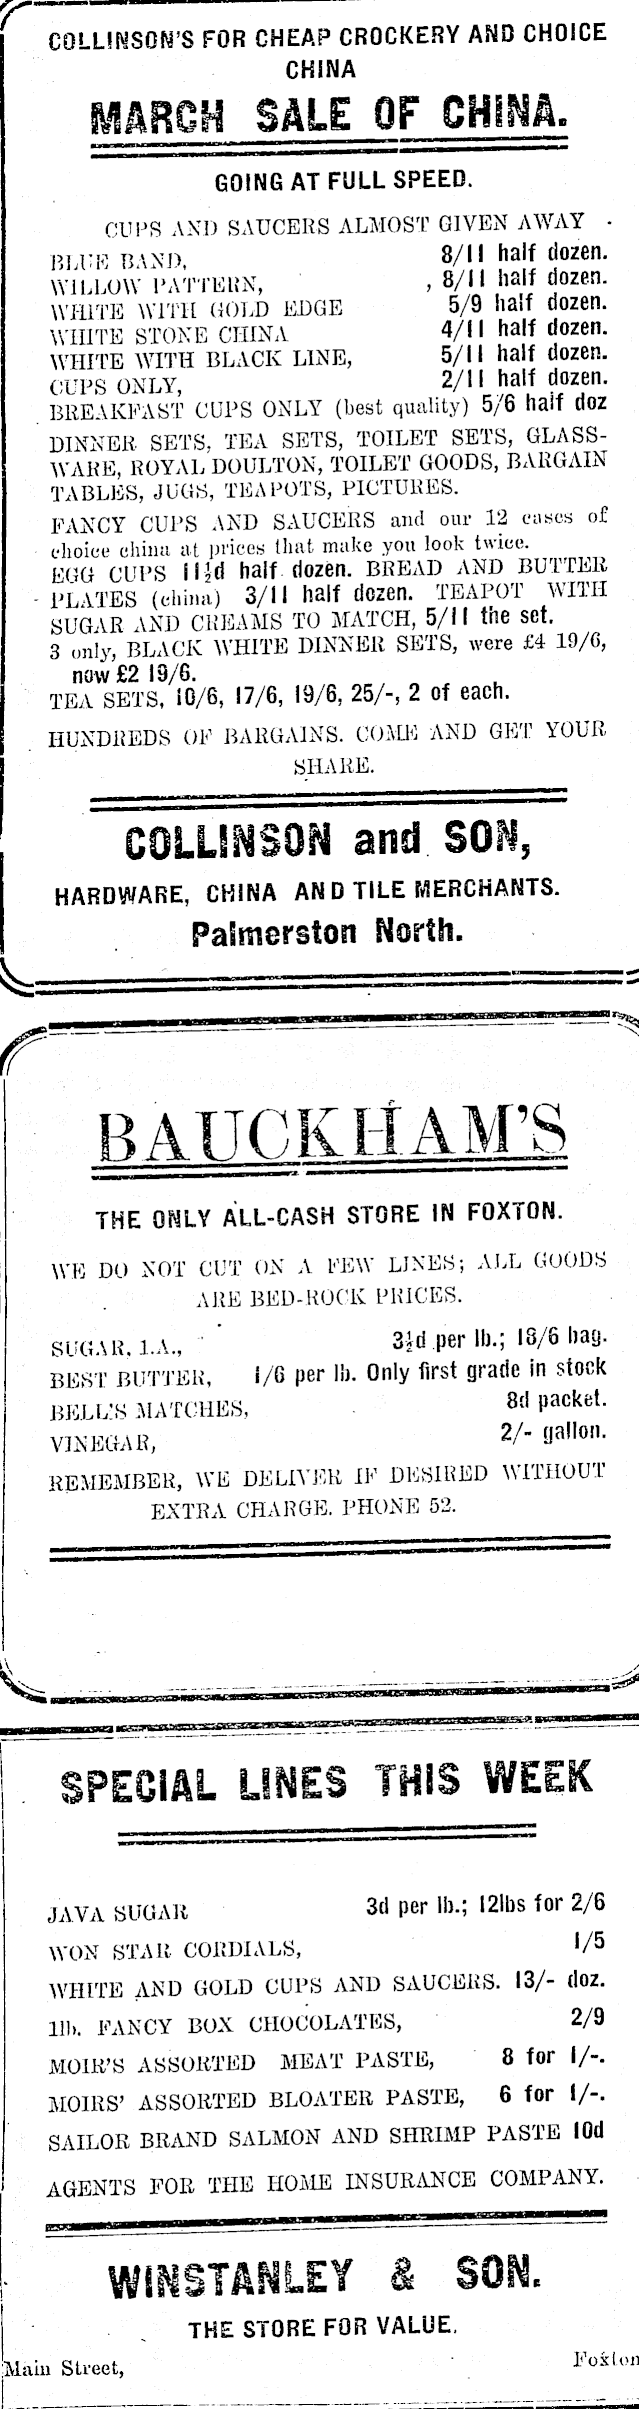 COLLINSON'S FOR CHEAP CROCKERY AND CHOICE
CHINA
MARCH SALE OF CHINA.
GOING AT FULL SPEED.
CUPS AND SAUCERS ALMOST GIVEN AWAY
BLUE BAND, 8/11 half dozen.
WILLOW PATTERN, 8/11 half dozen.
WHITE WITH GOLD EDGE 5/9 half dozen.
WHITE STONE CHINA 4/11 half dozen.
WHITE WITH BLACK LINE, 5/11 half dozen.
CUPS ONLY, 2/11 half dozen.
BREAKFAST CUPS ONLY (best quality) 5/6 half doz
DINNER SETS, TEA SETS, TOILET SETS, GLASS-
WARE, ROYAL DOULTON, TOILET GOODS, BARGAIN
TABLES, JUGS, TEAPOTS, PICTURES.
FANCY CUPS AND SAUCERS and our 12 cases of
choice china at prices that make you look twice.
EGG CUPS 11½d half dozen. BREAD AND BUTTER
PLATES (china) 3/11 half dozen. TEAPOT WITH
SUGAR AND CREAMS TO MATCH, 5/11 the set.
3 only, BLACK WHITE DINNER SETS, were £4 19/6,
now £2 19/6.
TEA SETS, 10/6, 17/6, 19/6, 25/-, 2 of each.
HUNDREDS OF BARGAINS. COME AND GET YOUR
SHARE.
COLLINSON and SON,
HARDWARE, CHINA AND TILE MERCHANTS.
Palmerston North.
BAUCKHAM'S
THE ONLY ALL-CASH STORE IN FOXTON.
WE DO NOT CUT ON A FEW LINES; ALL GOODS
ARE BED-ROCK PRICES.
SUGAR, 1.A., 3½d per lb.; 18/6 bag.
BEST BUTTER, 1/6 per lb. Only first grade in stock
BELL'S MATCHES, 8d packet.
VINEGAR, 2/- gallon.
REMEMBER, WE DELIVER IF DESIRED WITHOUT
EXTRA CHARGE. PHONE 52.
SPECIAL LINES THIS WEEK
JAVA SUGAR 3d per lb.; 12lbs for 2/6
WON STAR CORDIALS, 1/5
WHITE AND GOLD CUPS AND SAUCERS. 13/- doz.
1lb. FANCY BOX CHOCOLATES, 2/9
MOIR'S ASSORTED MEAT PASTE, 8 for 1/-.
MOIRS' ASSORTED BLOATER PASTE, 6 for 1/-.
SAILOR BRAND SALMON AND SHRIMP PASTE 10d
AGENTS FOR THE HOME INSURANCE COMPANY.
WINSTANLEY & SON.
THE STORE FOR VALUE.
Main Street, Foxton